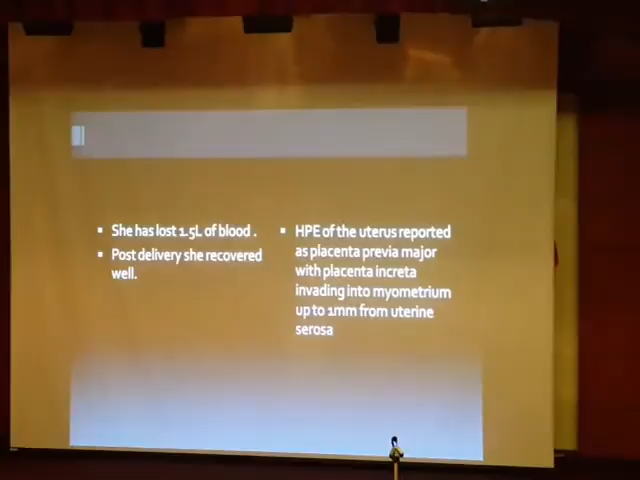 She has lost 1.5L of blood .
Post delivery she recovered
well.
HPE of the uterus reported
as placenta previa major
with placenta increta
invading into myometrium
up to 1mm from uterine
serosa